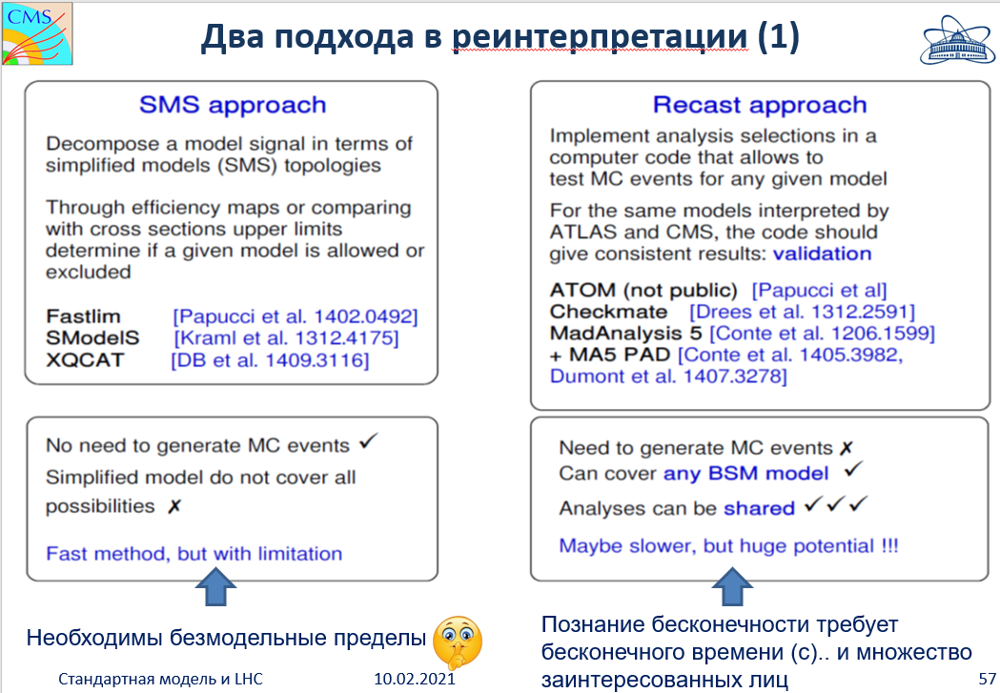 CMS
Два подхода в реинтерпретации (1)
SMS approach
Decompose a model signal in terms of
simplified models (SMS) topologies
Through efficiency maps or comparing
with cross sections upper limits
determine if a given model is allowed or
excluded
Fastlim [Papucci et al. 1402.0492]
SModelS [Kraml et al. 1312.4175]
XQCAT [DB et al. 1409.3116]
No need to generate MC events ✓
Simplified model do not cover all
possibilities ✗
Fast method, but with limitation
Необходимы безмодельные пределы
Recast approach
Implement analysis selections in a
computer code that allows to
test MC events for any given model
For the same models interpreted by
ATLAS and CMS, the code should
give consistent results: validation
ATOM (not public) [Papucci et al]
Checkmate [Drees et al. 1312.2591]
MadAnalysis 5 [Conte et al. 1206.1599]
+ MA5 PAD [Conte et al. 1405.3982,
Dumont et al. 1407.3278]
Need to generate MC events ✗
Can cover any BSM model ✓
Analyses can be shared ✓✓✓
Maybe slower, but huge potential !!!
Познание бесконечности требует
бесконечного времени (с).. и множество
заинтересованных лиц
Стандартная модель и LHC 10.02.2021 57